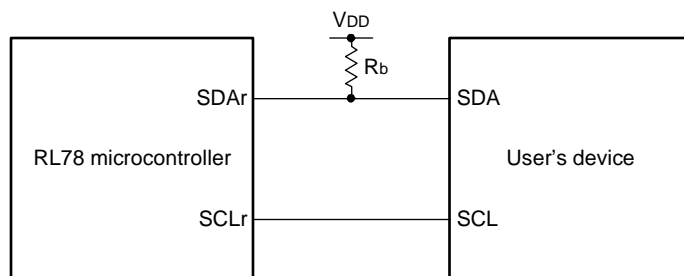 VDD
Rb
SDAr
SDA
RL78 microcontroller
User's device
SCLr
SCL